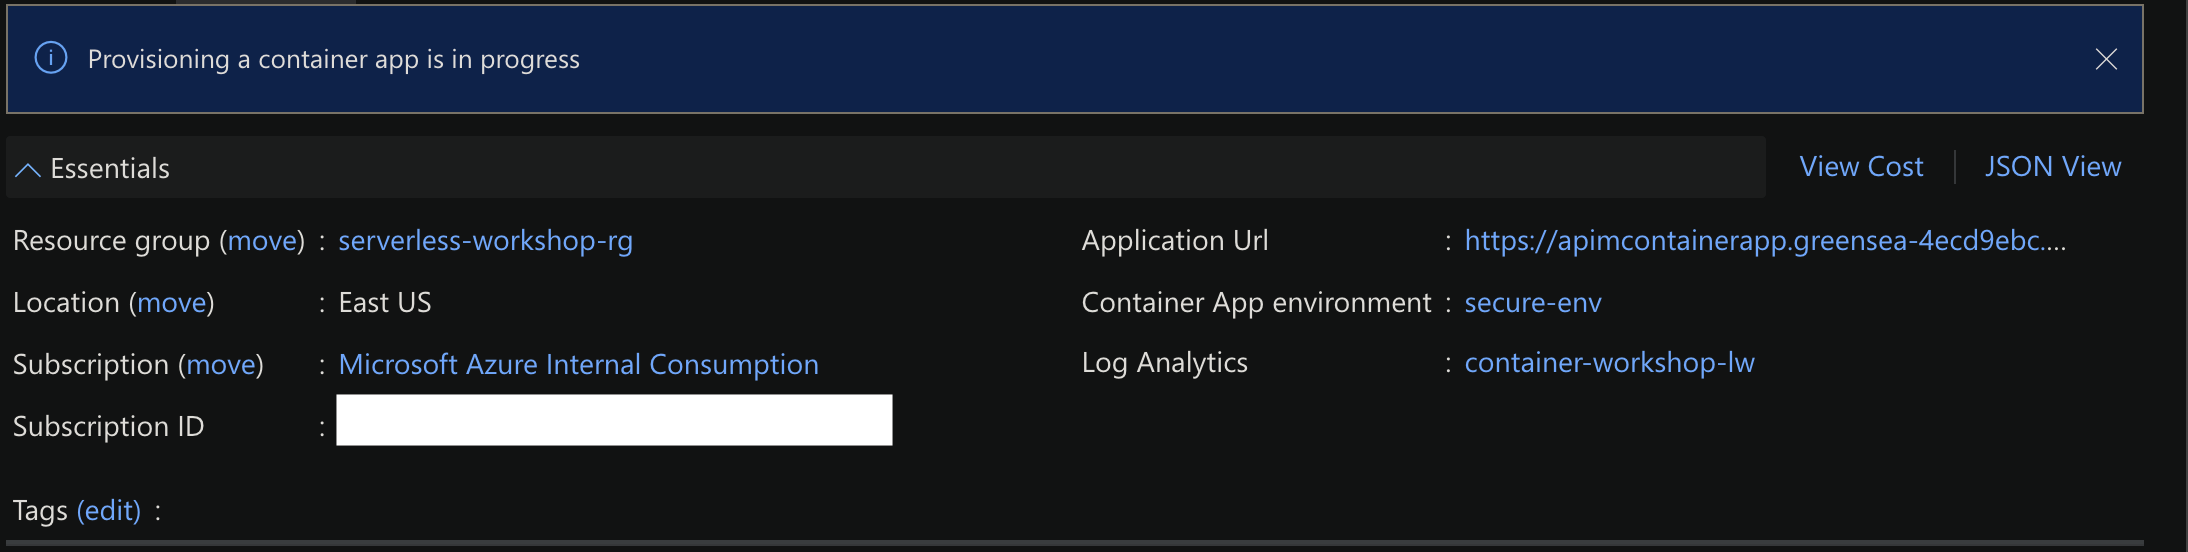 Provisioning a container app is in progress
Essentials
View Cost
JSON View
Resource group (move) : serverless-workshop-rg
Location (move) : East US
Subscription (move) : Microsoft Azure Internal Consumption
Subscription ID :
Tags (edit) :
Application Url : https://apimcontainerapp.greensea-4ecd9ebc....
Container App environment : secure-env
Log Analytics : container-workshop-lw